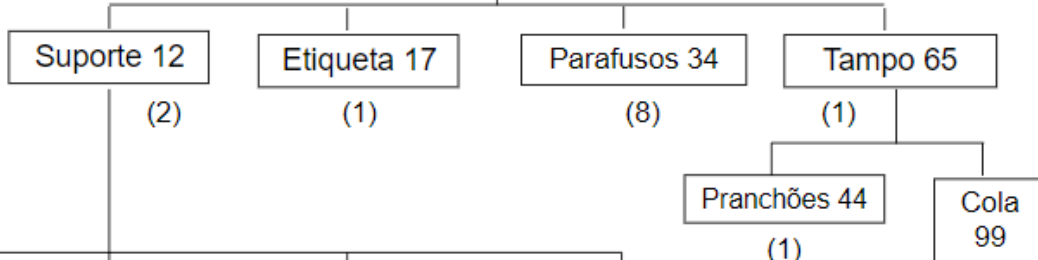 Suporte 12
Etiqueta 17
Parafusos 34
Tampo 65
(2)
(1)
(8)
(1)
Pranchões 44
Cola
99
(1)